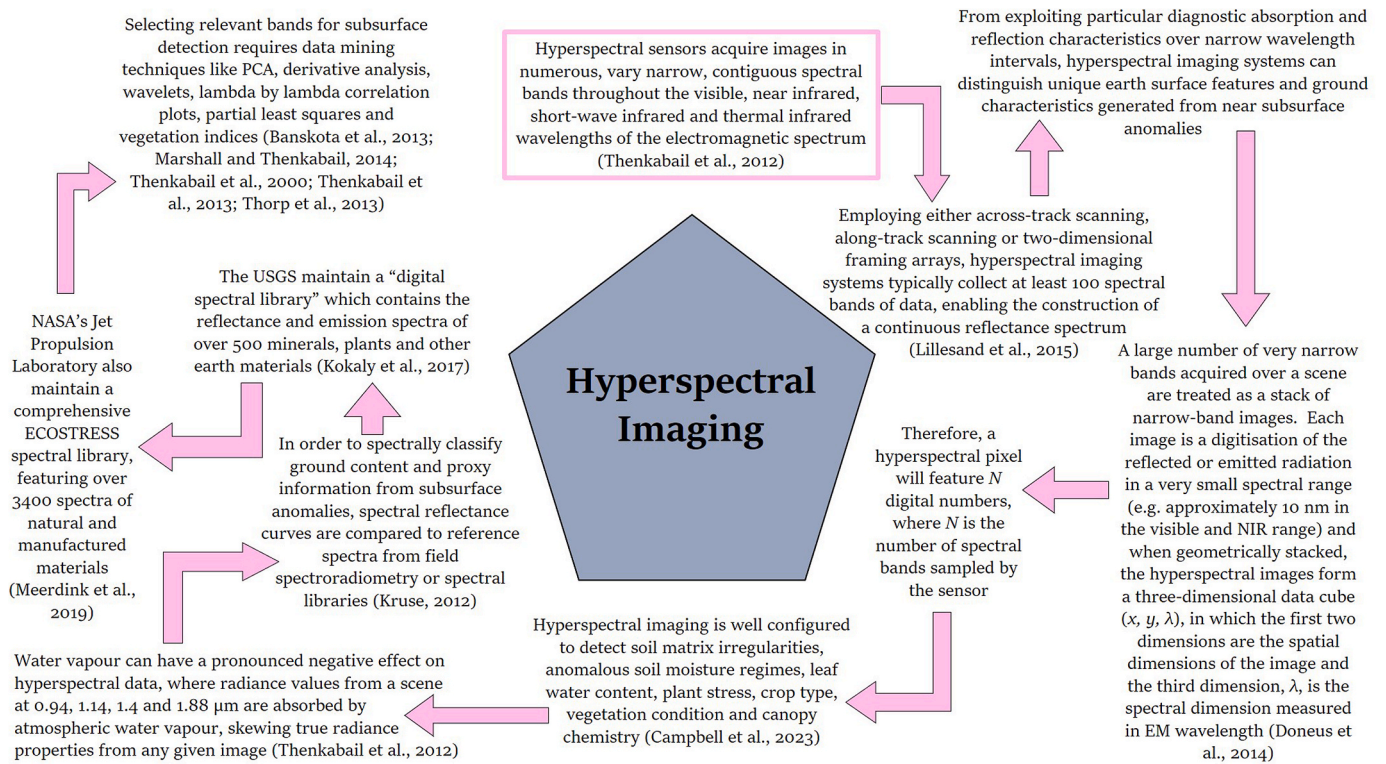 Hyperspectral sensors acquire images in
numerous, vary narrow, contiguous spectral
bands throughout the visible, near infrared,
short-wave infrared and thermal infrared
wavelengths of the electromagnetic spectrum
(Thenkabail et al., 2012)
Employing either across-track scanning,
along-track scanning or two-dimensional
framing arrays, hyperspectral imaging
systems typically collect at least 100 spectral
bands of data, enabling the construction of
a continuous reflectance spectrum
(Lillesand et al., 2015)
From exploiting particular diagnostic absorption and
reflection characteristics over narrow wavelength
intervals, hyperspectral imaging systems can
distinguish unique earth surface features and ground
characteristics generated from near subsurface
anomalies
A large number of very narrow
bands acquired over a scene
are treated as a stack of
narrow-band images. Each
image is a digitisation of the
reflected or emitted radiation
in a very small spectral range
(e.g. approximately 10 nm in
the visible and NIR range) and
when geometrically stacked,
the hyperspectral images form
a three-dimensional data cube
(x, y, λ), in which the first two
dimensions are the spatial
dimensions of the image and
the third dimension, λ, is the
spectral dimension measured
in EM wavelength (Doneus et
al., 2014)
Therefore, a
hyperspectral pixel
will feature N
digital numbers,
where N is the
number of spectral
bands sampled by
the sensor
Hyperspectral imaging is well configured
to detect soil matrix irregularities,
anomalous soil moisture regimes, leaf
water content, plant stress, crop type,
vegetation condition and canopy
chemistry (Campbell et al., 2023)
Water vapour can have a pronounced negative effect on
hyperspectral data, where radiance values from a scene
at 0.94, 1.14, 1.4 and 1.88 µm are absorbed by
atmospheric water vapour, skewing true radiance
properties from any given image (Thenkabail et al., 2012)
In order to spectrally classify
ground content and proxy
information from subsurface
anomalies, spectral reflectance
curves are compared to reference
spectra from field
spectroradiometry or spectral
libraries (Kruse, 2012)
The USGS maintain a “digital
spectral library” which contains the
reflectance and emission spectra of
over 500 minerals, plants and other
earth materials (Kokaly et al., 2017)
NASA’s Jet
Propulsion
Laboratory also
maintain a
comprehensive
ECOSTRESS
spectral library,
featuring over
3400 spectra of
natural and
manufactured
materials
(Meerdink et al.,
2019)
Selecting relevant bands for subsurface
detection requires data mining
techniques like PCA, derivative analysis,
wavelets, lambda by lambda correlation
plots, partial least squares and
vegetation indices (Banskota et al., 2013;
Marshall and Thenkabail, 2014;
Thenkabail et al., 2000; Thenkabail et
al., 2013; Thorp et al., 2013)
Hyperspectral
Imaging